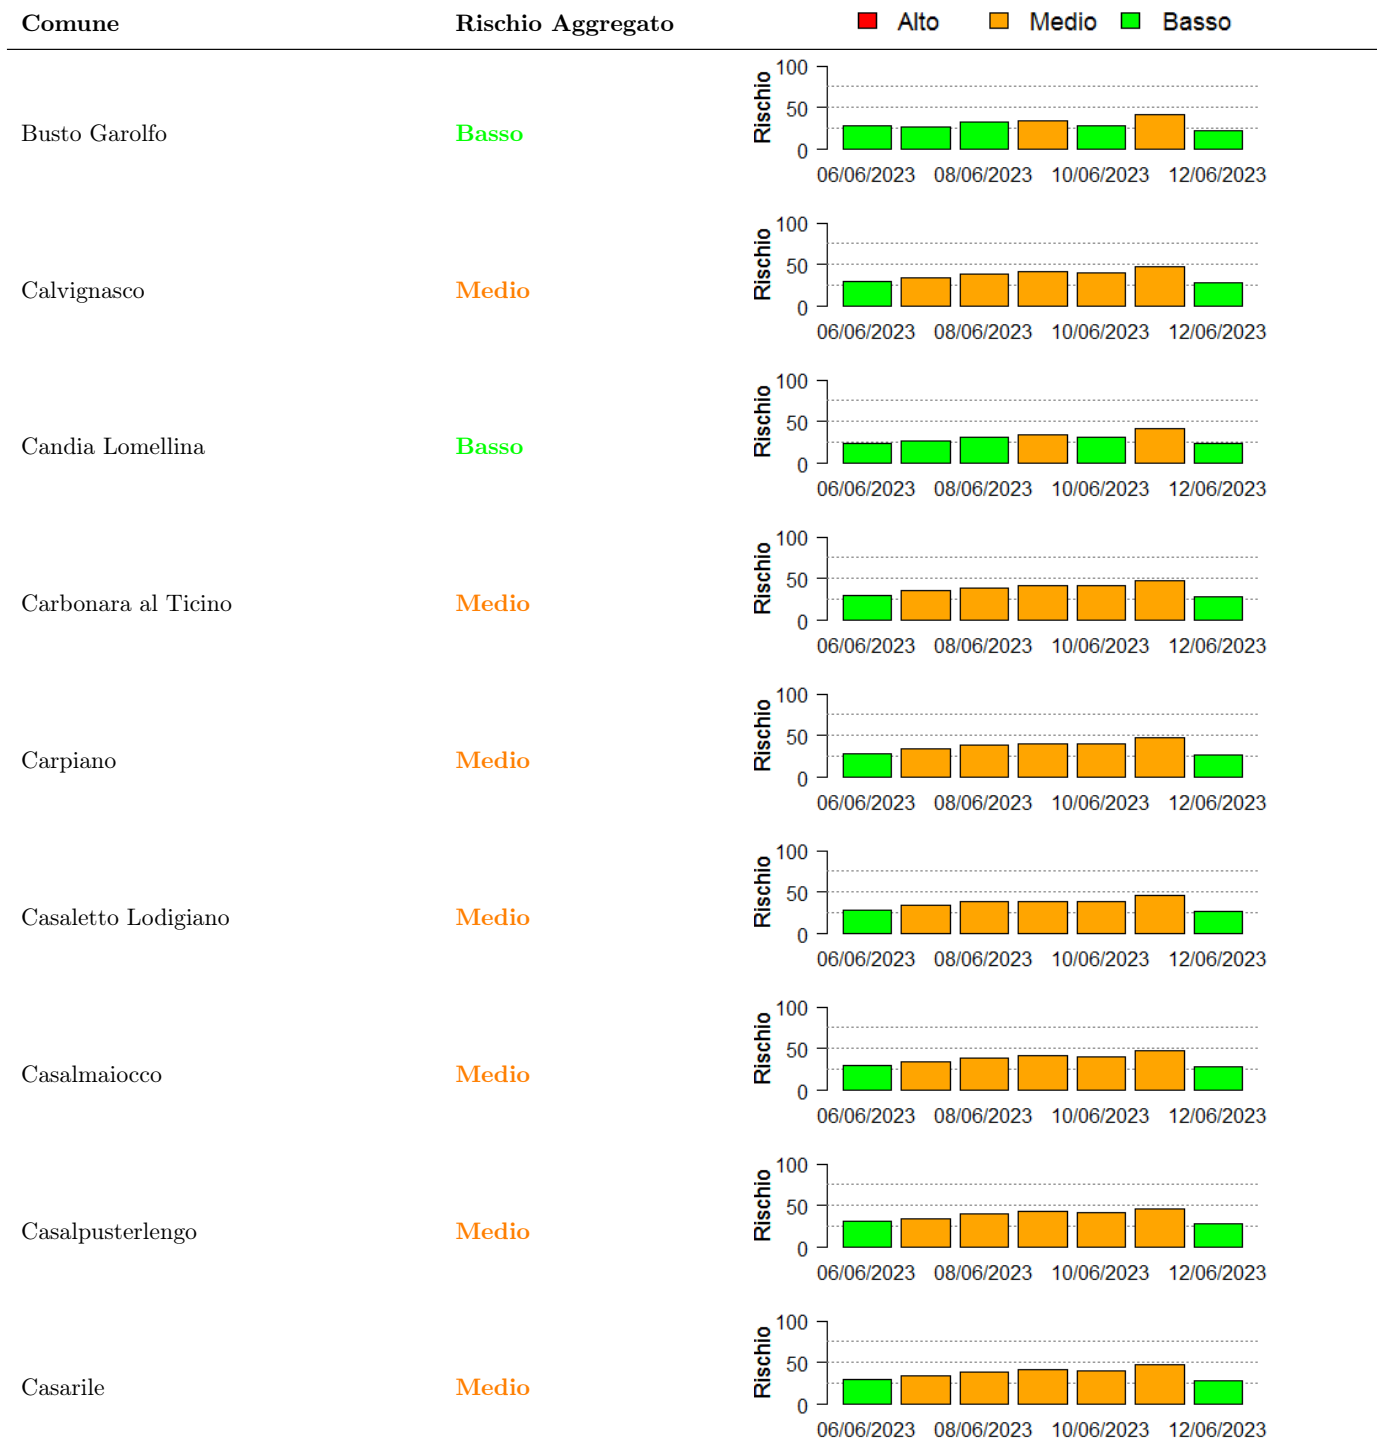 Comune Rischio Aggregato Alto Medio Basso
100
50
0
Rischio
Busto Garolfo Basso
06/06/2023 08/06/2023 10/06/2023 12/06/2023
100
50
0
Rischio
Calvignasco Medio
06/06/2023 08/06/2023 10/06/2023 12/06/2023
100
50
0
Rischio
Candia Lomellina Basso
06/06/2023 08/06/2023 10/06/2023 12/06/2023
100
50
0
Rischio
Carbonara al Ticino Medio
06/06/2023 08/06/2023 10/06/2023 12/06/2023
100
50
0
Rischio
Carpiano Medio
06/06/2023 08/06/2023 10/06/2023 12/06/2023
100
50
0
Rischio
Casaletto Lodigiano Medio
06/06/2023 08/06/2023 10/06/2023 12/06/2023
100
50
0
Rischio
Casalmaiocco Medio
06/06/2023 08/06/2023 10/06/2023 12/06/2023
100
50
0
Rischio
Casalpusterlengo Medio
06/06/2023 08/06/2023 10/06/2023 12/06/2023
100
50
0
Rischio
Casarile Medio
06/06/2023 08/06/2023 10/06/2023 12/06/2023